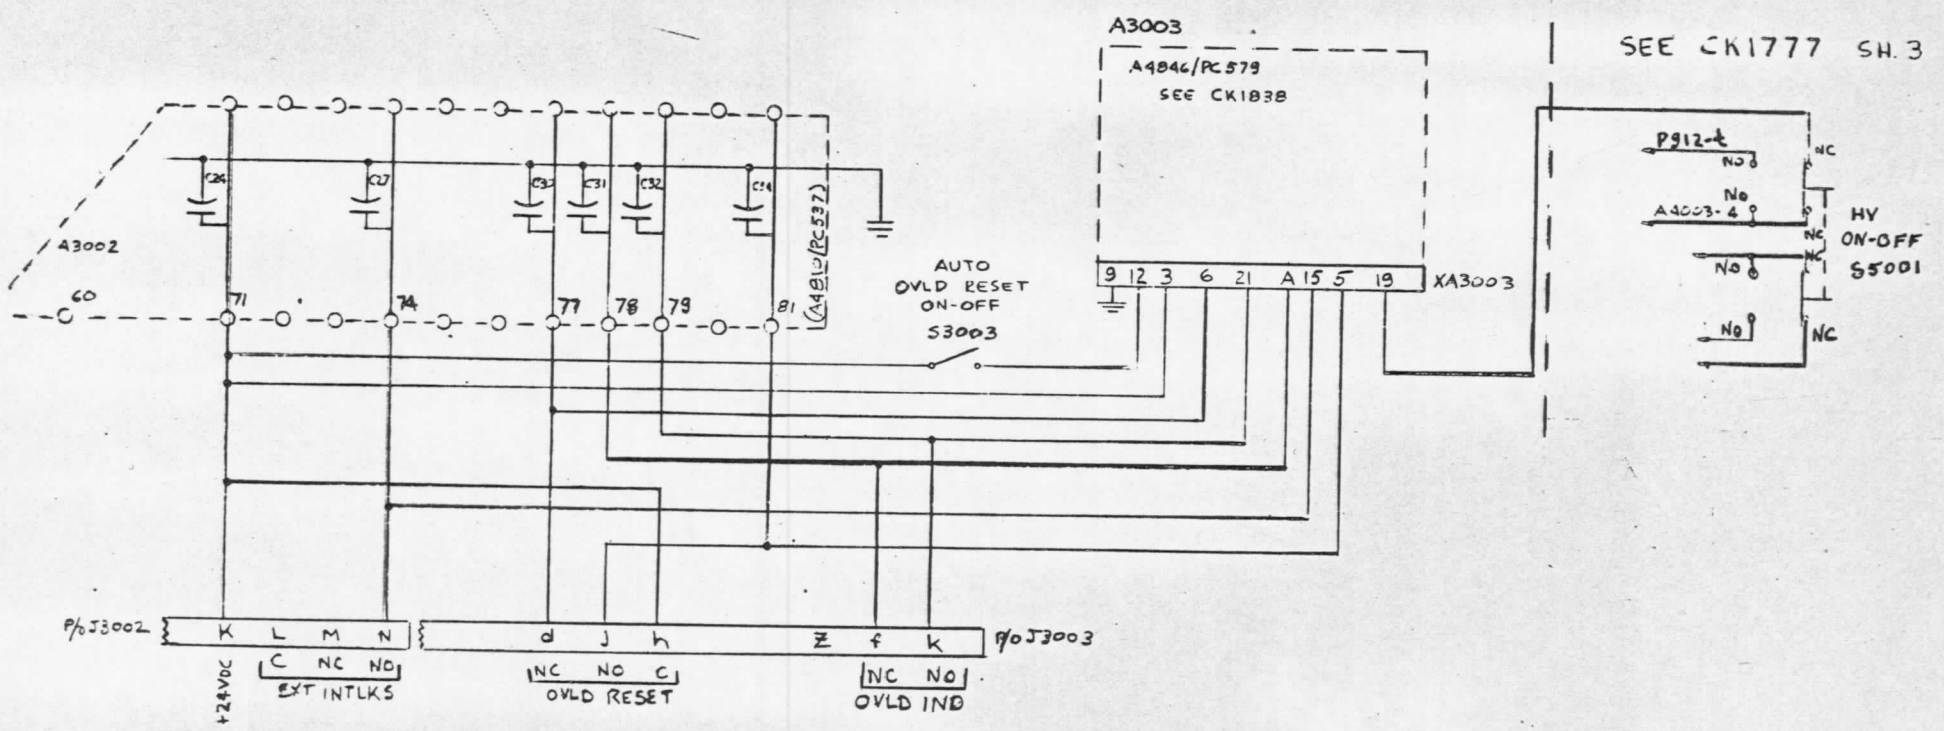 A3003
SEE CK1777 SH. 3
A4846/PC579
SEE CK1838
P912-t
NO
NC
C27
C31
C32
(A4810/PC537)
NO
A4003-4
HV
ON-OFF
S5001
NC
NC
NO
NO
NC
A3002
60
71
74
77
78
79
81
AUTO
OVLD RESET
ON-OFF
S3003
9 12 3 6 21 A 15 5 19
XA3003
P/O J3002
K L M N
d j h Z f k
P/O J3003
+24VDC
C NC NO
EXT INTLKS
NC NO C
OVLD RESET
NC NO
OVLD IND